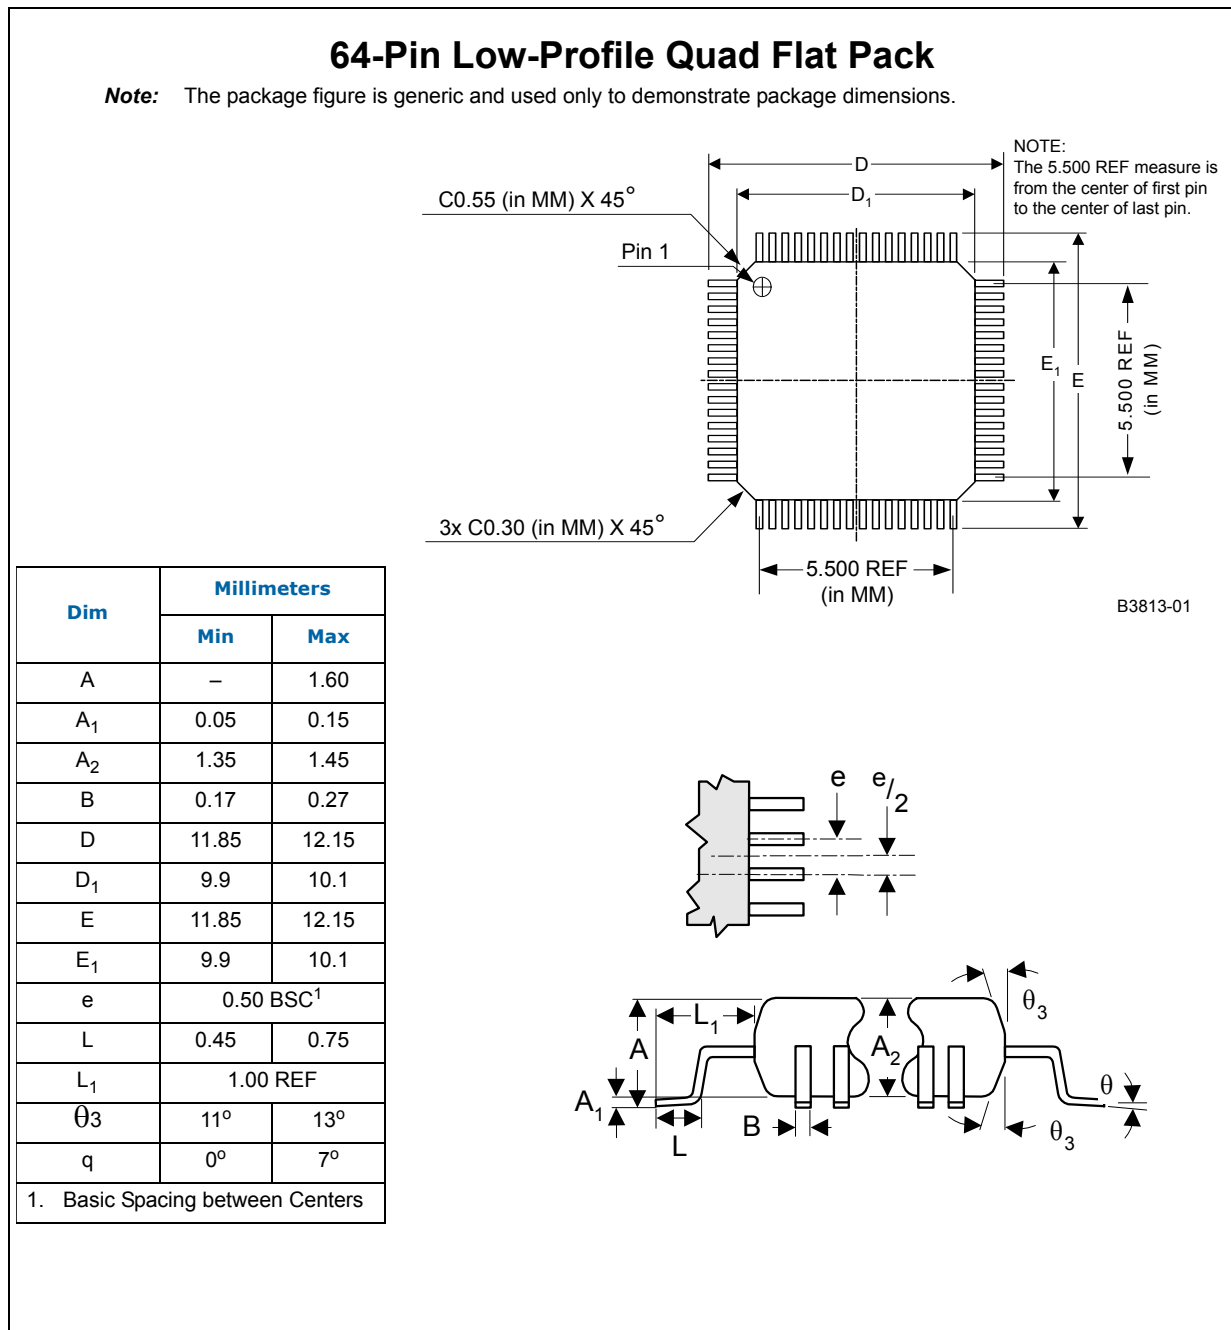 64-Pin Low-Profile Quad Flat Pack
Note: The package figure is generic and used only to demonstrate package dimensions.
NOTE:
The 5.500 REF measure is
from the center of first pin
to the center of last pin.
D
D1
C0.55 (in MM) X 45°
Pin 1
E1
E
5.500 REF
(in MM)
3x C0.30 (in MM) X 45°
5.500 REF
(in MM)
B3813-01
Dim Millimeters
Min Max
A – 1.60
A1 0.05 0.15
A2 1.35 1.45
B 0.17 0.27
D 11.85 12.15
D1 9.9 10.1
E 11.85 12.15
E1 9.9 10.1
e 0.50 BSC1
L 0.45 0.75
L1 1.00 REF
θ3 11° 13°
q 0° 7°
1. Basic Spacing between Centers
e e/2
L1
A
A2
θ3
A1
L
B
θ
θ3